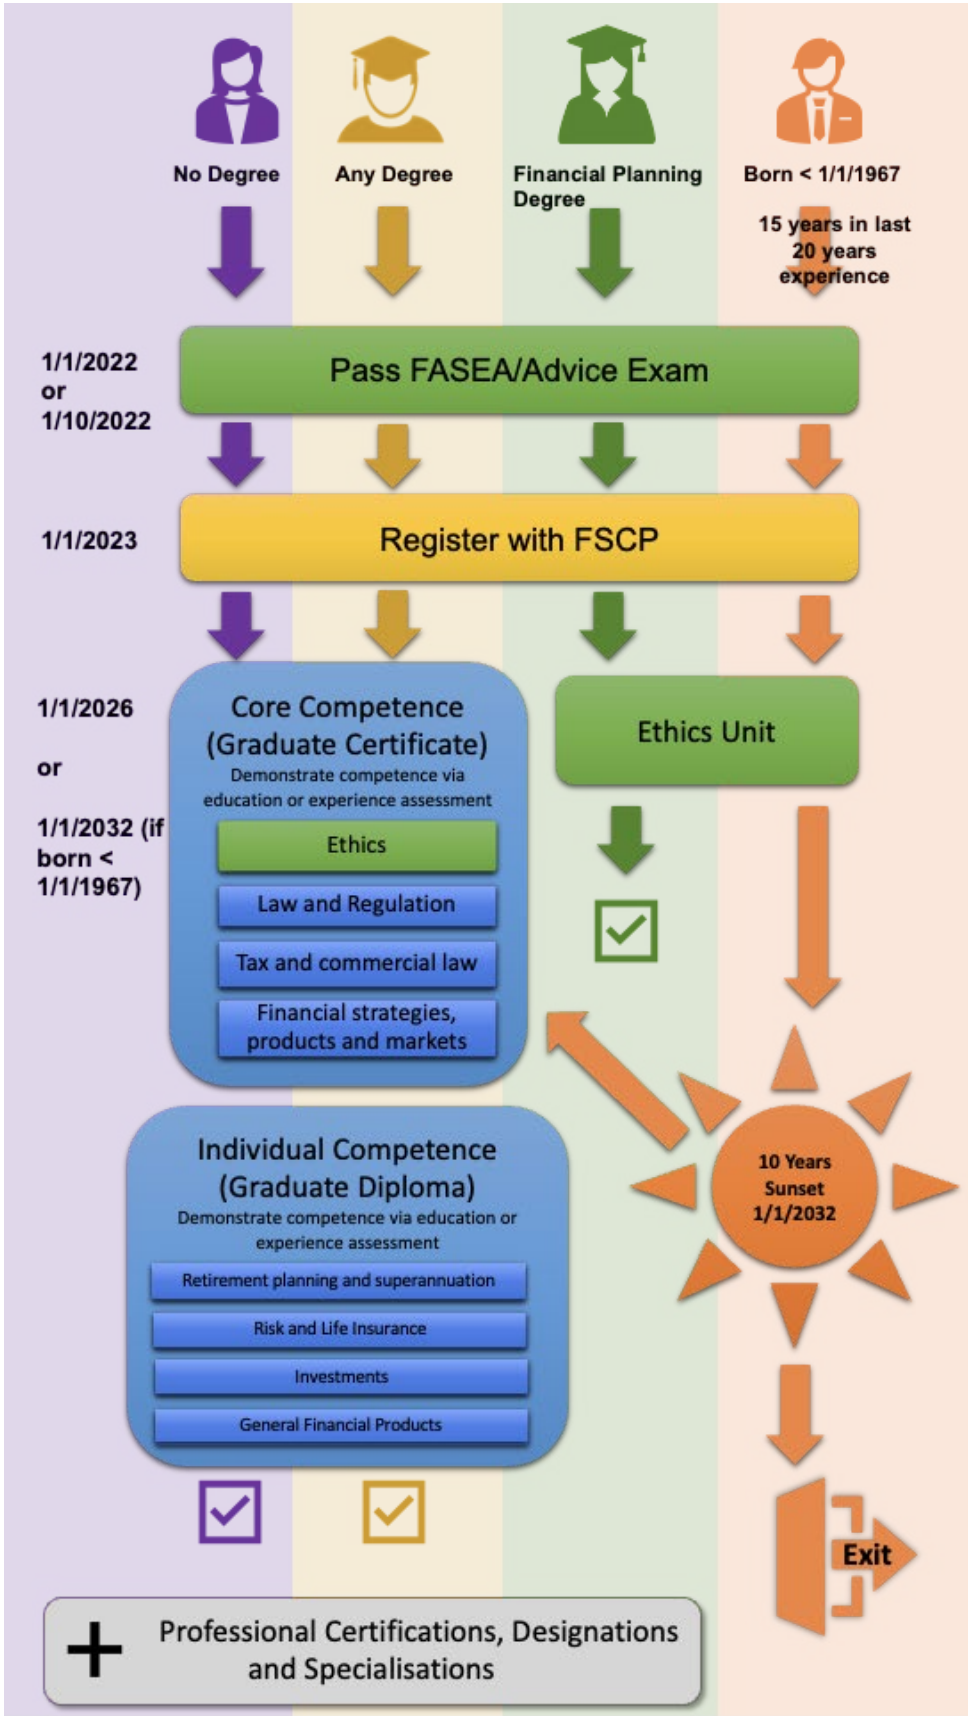 No Degree
Any Degree
Financial Planning
Degree
Born < 1/1/1967
15 years in last
20 years
experience
1/1/2022
or
1/10/2022
Pass FASEA/Advice Exam
1/1/2023
Register with FSCP
1/1/2026
or
1/1/2032 (if
born <
1/1/1967)
Core Competence
(Graduate Certificate)
Demonstrate competence via
education or experience assessment
Ethics
Law and Regulation
Tax and commercial law
Financial strategies,
products and markets
Ethics Unit
10 Years
Sunset
1/1/2032
Individual Competence
(Graduate Diploma)
Demonstrate competence via education or
experience assessment
Retirement planning and superannuation
Risk and Life Insurance
Investments
General Financial Products
Exit
+ Professional Certifications, Designations
and Specialisations